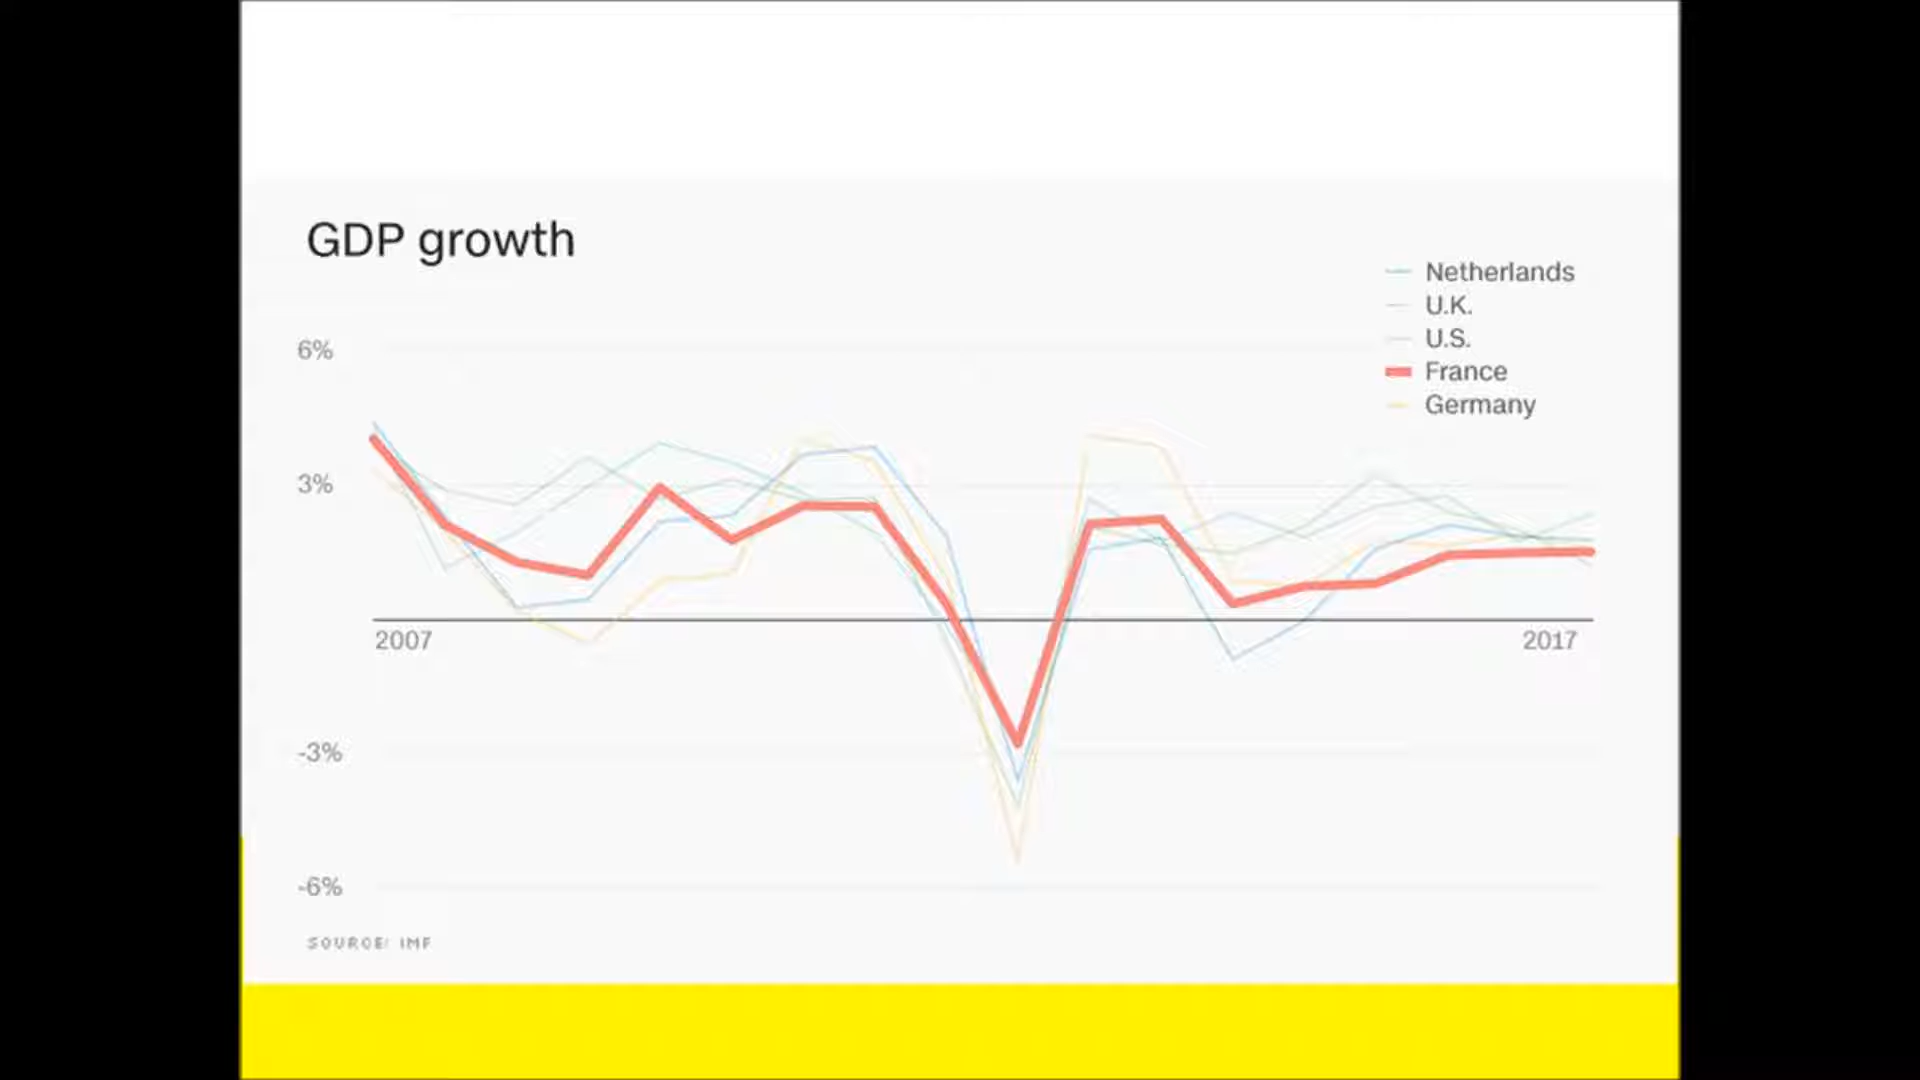 GDP growth
Netherlands
U.K.
U.S.
France
Germany
6%
3%
2007
2017
-3%
-6%
SOURCE: IMF